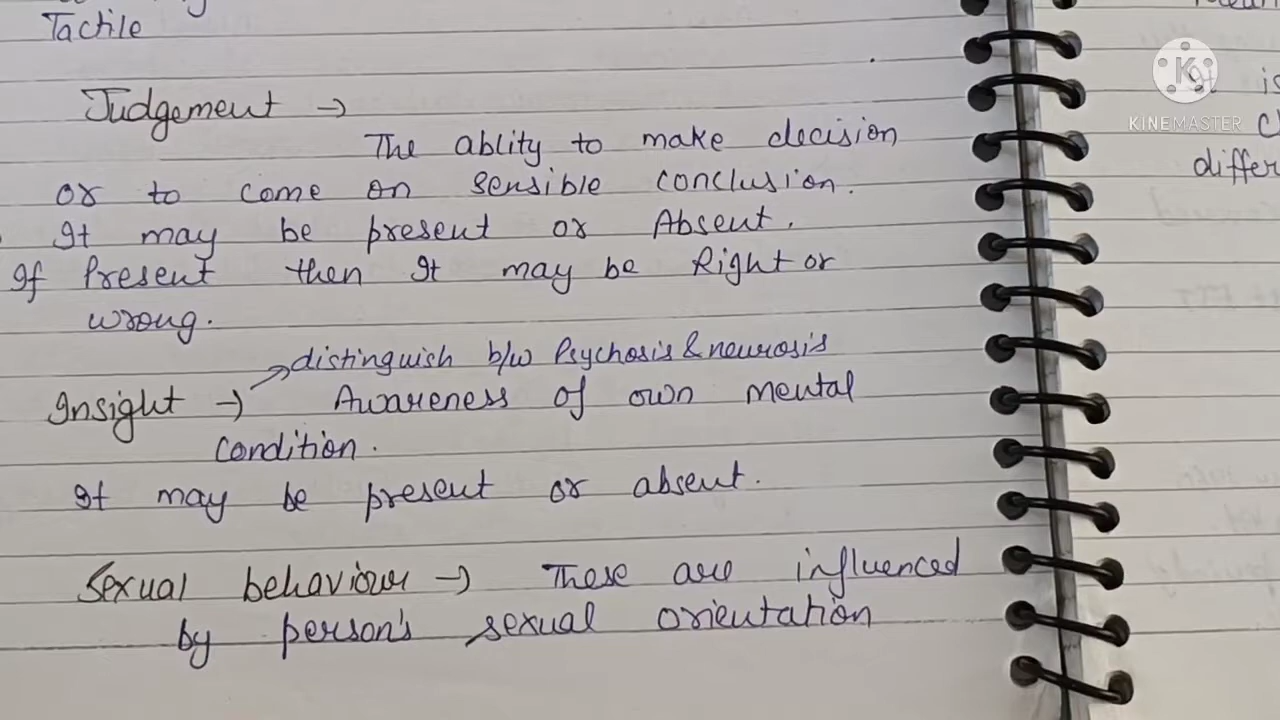 Tactile
Judgement →
The ablity to make decision
or to come on sensible conclusion.
It may be present or Absent.
If Present then It may be Right or
wrong.
distinguish b/w Psychosis & neurosis
Insight → Awareness of own mental
condition.
It may be present or absent.
Sexual behaviour → These are influenced
by person's sexual orientation
It is
differ
KINEMASTER